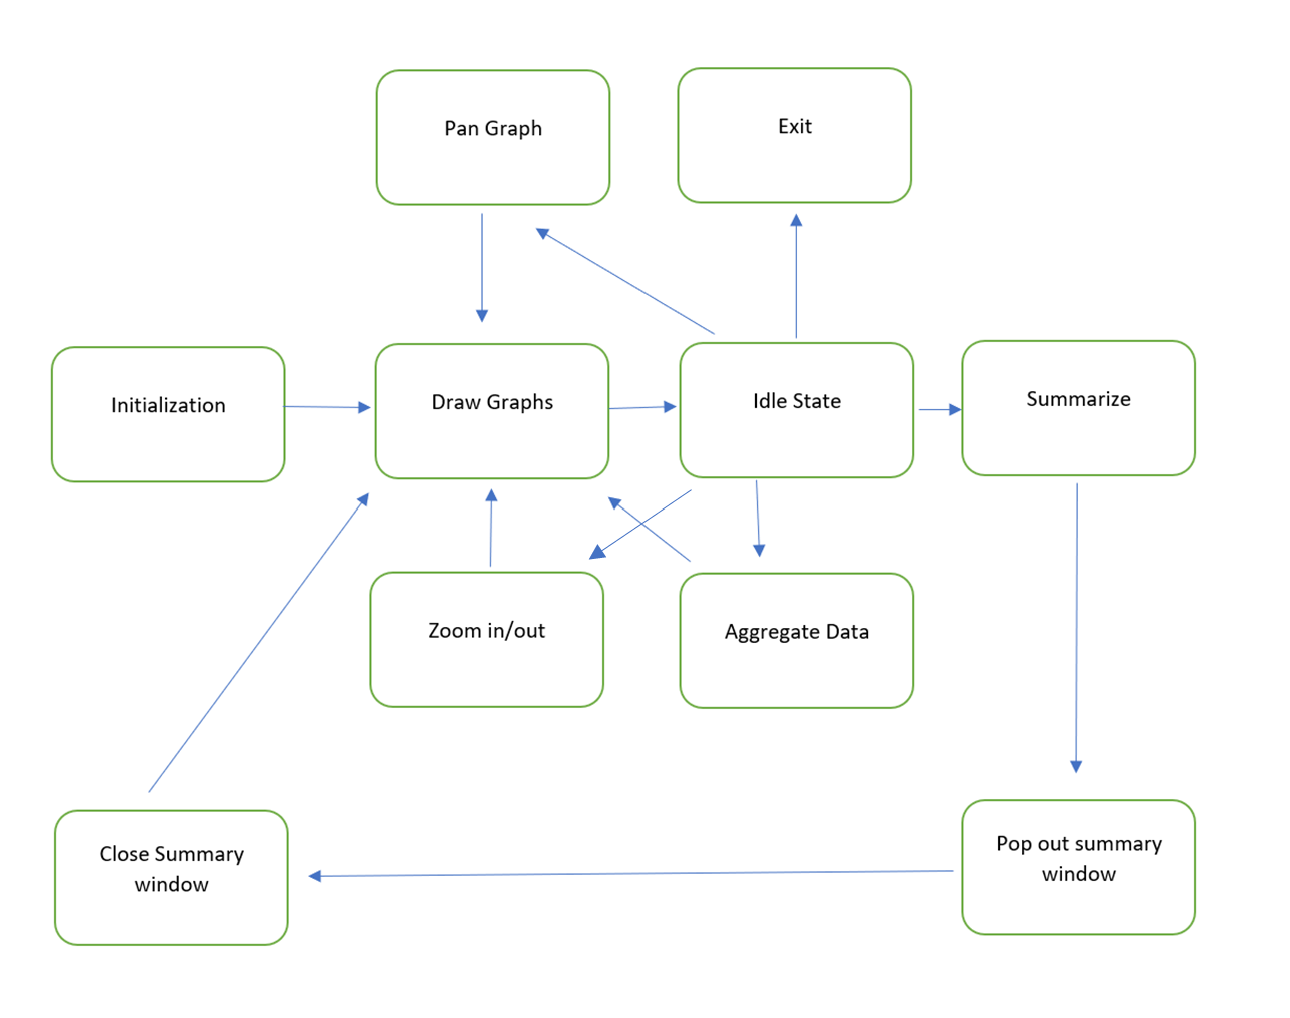 Pan Graph
Exit
Initialization
Draw Graphs
Idle State
Summarize
Zoom in/out
Aggregate Data
Close Summary
window
Pop out summary
window